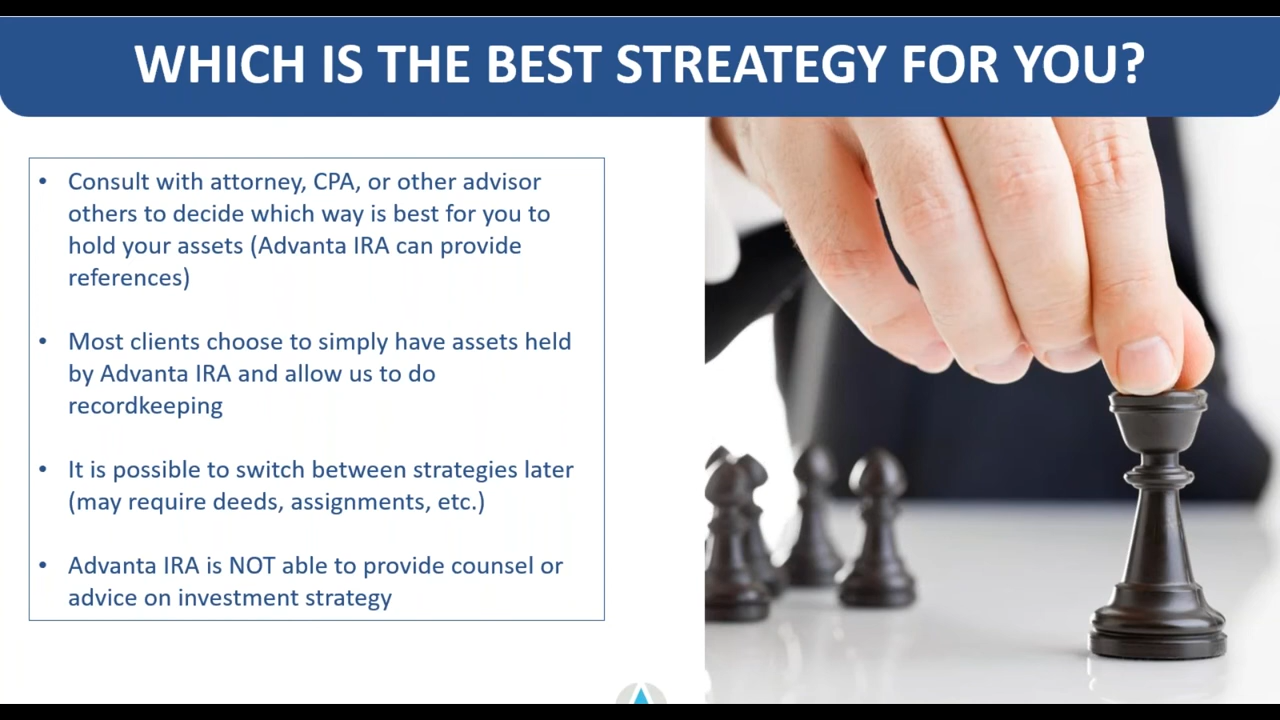 WHICH IS THE BEST STREATEGY FOR YOU?
• Consult with attorney, CPA, or other advisor
others to decide which way is best for you to
hold your assets (Advanta IRA can provide
references)
• Most clients choose to simply have assets held
by Advanta IRA and allow us to do
recordkeeping
• It is possible to switch between strategies later
(may require deeds, assignments, etc.)
• Advanta IRA is NOT able to provide counsel or
advice on investment strategy